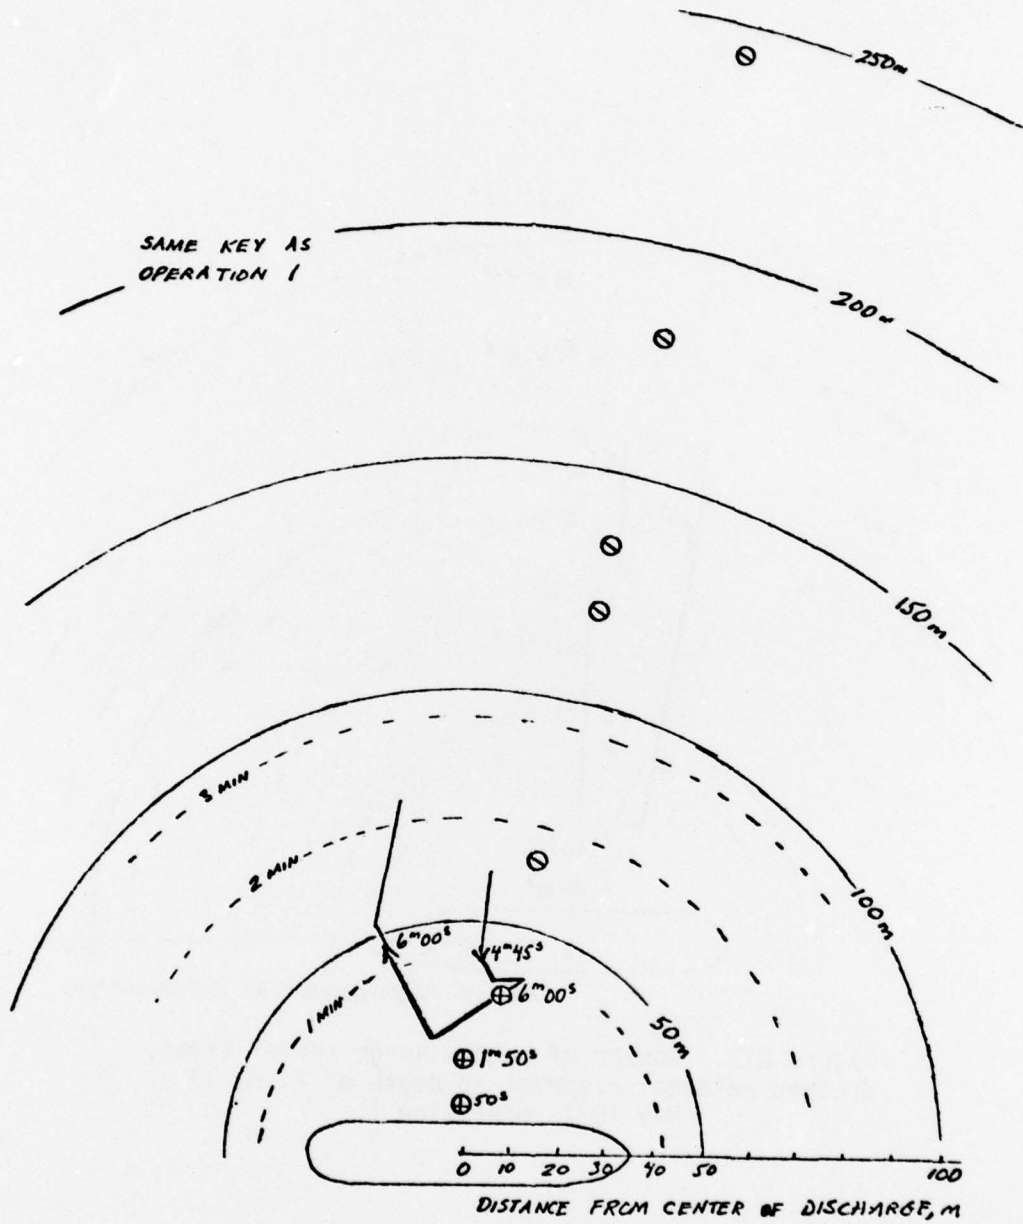 250m
SAME KEY AS
OPERATION 1
200m
150m
3 MIN
2 MIN
100m
6ᵐ00ˢ
4ᵐ45ˢ
6ᵐ00ˢ
1 MIN
50m
1ᵐ50ˢ
50ˢ
0 10 20 30 40 50 100
DISTANCE FROM CENTER OF DISCHARGE, M